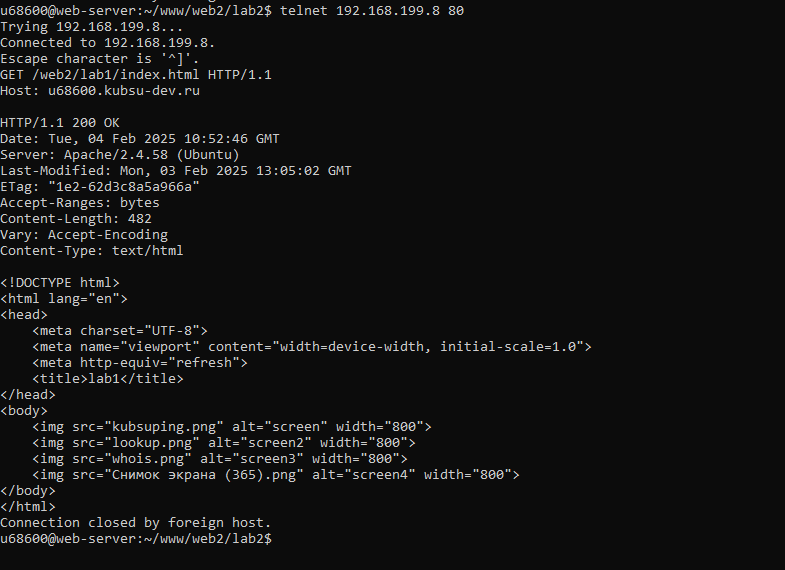 u68600@web-server:~/www/web2/lab2$ telnet 192.168.199.8 80
Trying 192.168.199.8...
Connected to 192.168.199.8.
Escape character is '^]'.
GET /web2/lab1/index.html HTTP/1.1
Host: u68600.kubsu-dev.ru

HTTP/1.1 200 OK
Date: Tue, 04 Feb 2025 10:52:46 GMT
Server: Apache/2.4.58 (Ubuntu)
Last-Modified: Mon, 03 Feb 2025 13:05:02 GMT
ETag: "1e2-62d3c8a5a966a"
Accept-Ranges: bytes
Content-Length: 482
Vary: Accept-Encoding
Content-Type: text/html

<!DOCTYPE html>
<html lang="en">
<head>
    <meta charset="UTF-8">
    <meta name="viewport" content="width=device-width, initial-scale=1.0">
    <meta http-equiv="refresh">
    <title>lab1</title>
</head>
<body>
    <img src="kubsuping.png" alt="screen" width="800">
    <img src="lookup.png" alt="screen2" width="800">
    <img src="whois.png" alt="screen3" width="800">
    <img src="Снимок экрана (365).png" alt="screen4" width="800">
</body>
</html>
Connection closed by foreign host.
u68600@web-server:~/www/web2/lab2$